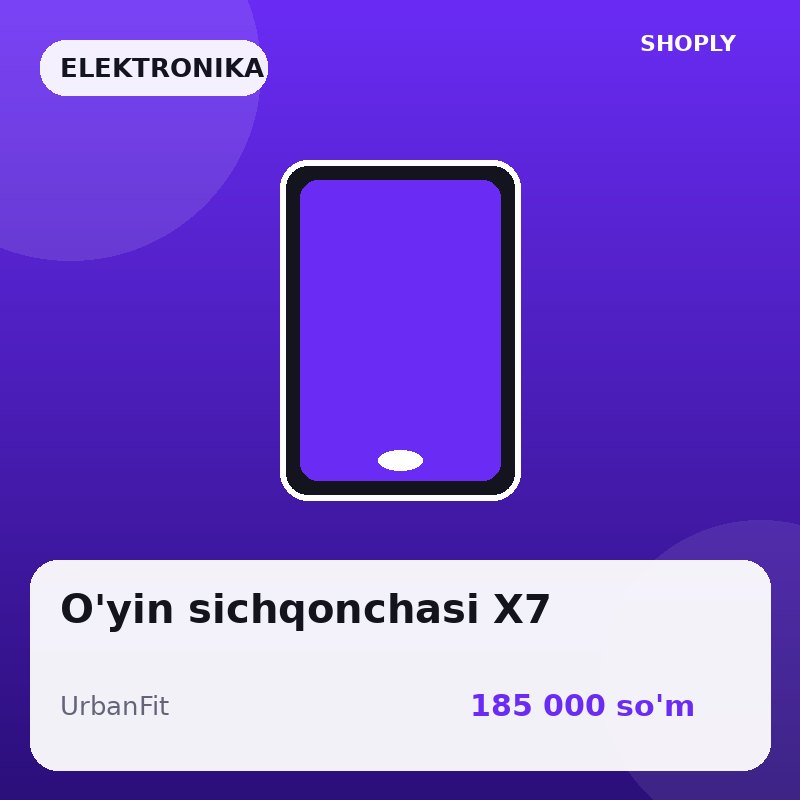 SHOPLY
ELEKTRONIKA
O'yin sichqonchasi X7
UrbanFit
185 000 so'm